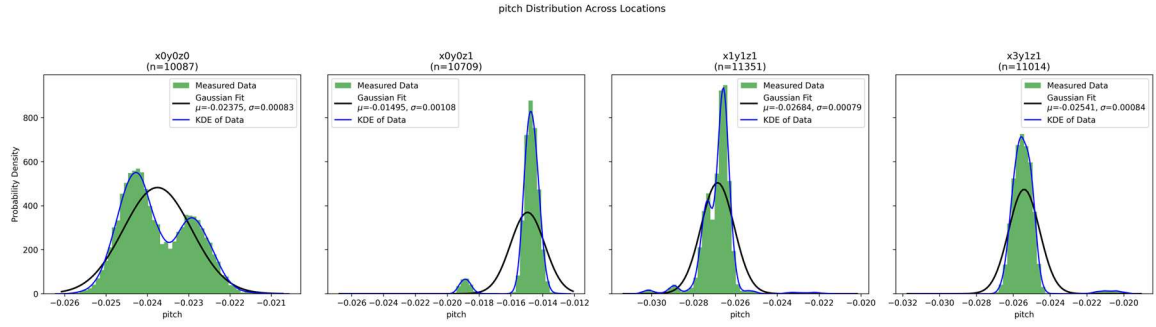 pitch Distribution Across Locations
x0y0z0
(n=10087)
Measured Data
Gaussian Fit
μ=-0.02375, σ=0.00083
KDE of Data
Probability Density
800
600
400
200
0
−0.026 −0.025 −0.024 −0.023 −0.022 −0.021
pitch
x0y0z1
(n=10709)
Measured Data
Gaussian Fit
μ=-0.01495, σ=0.00108
KDE of Data
−0.026 −0.024 −0.022 −0.020 −0.018 −0.016 −0.014 −0.012
pitch
x1y1z1
(n=11351)
Measured Data
Gaussian Fit
μ=-0.02684, σ=0.00079
KDE of Data
−0.030 −0.028 −0.026 −0.024 −0.022 −0.020
pitch
x3y1z1
(n=11014)
Measured Data
Gaussian Fit
μ=-0.02541, σ=0.00084
KDE of Data
−0.032 −0.030 −0.028 −0.026 −0.024 −0.022 −0.020
pitch